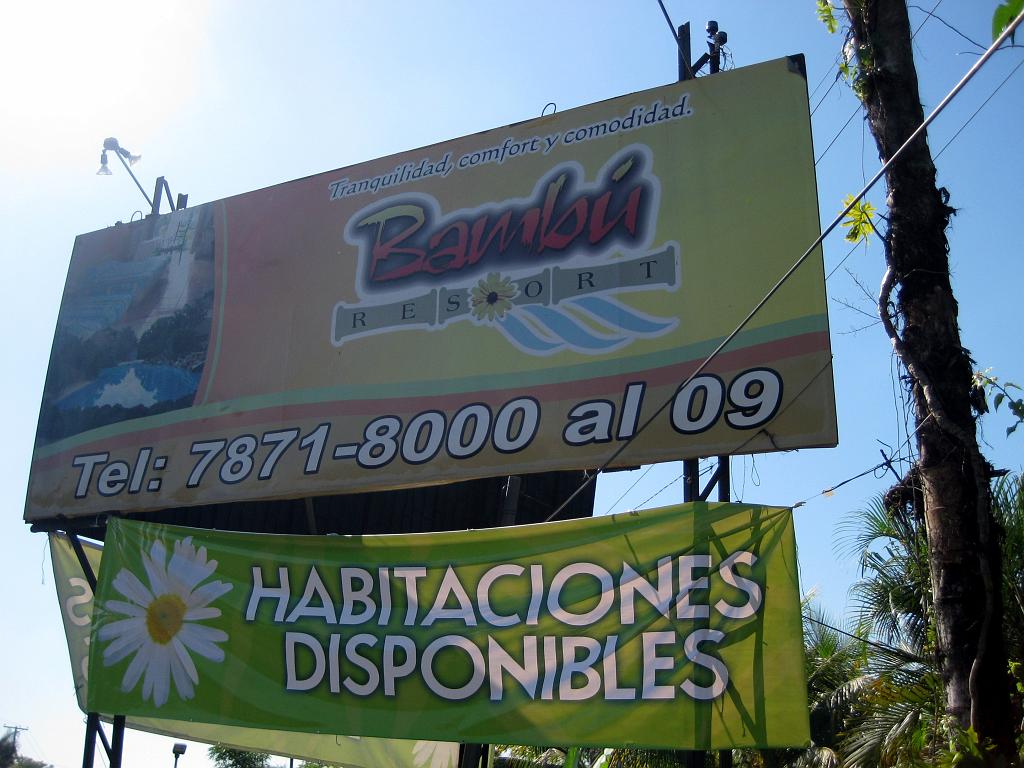 Tranquilidad, comfort y comodidad.
Bambú
RESORT
Tel: 7871-8000 al 09
HABITACIONES
DISPONIBLES